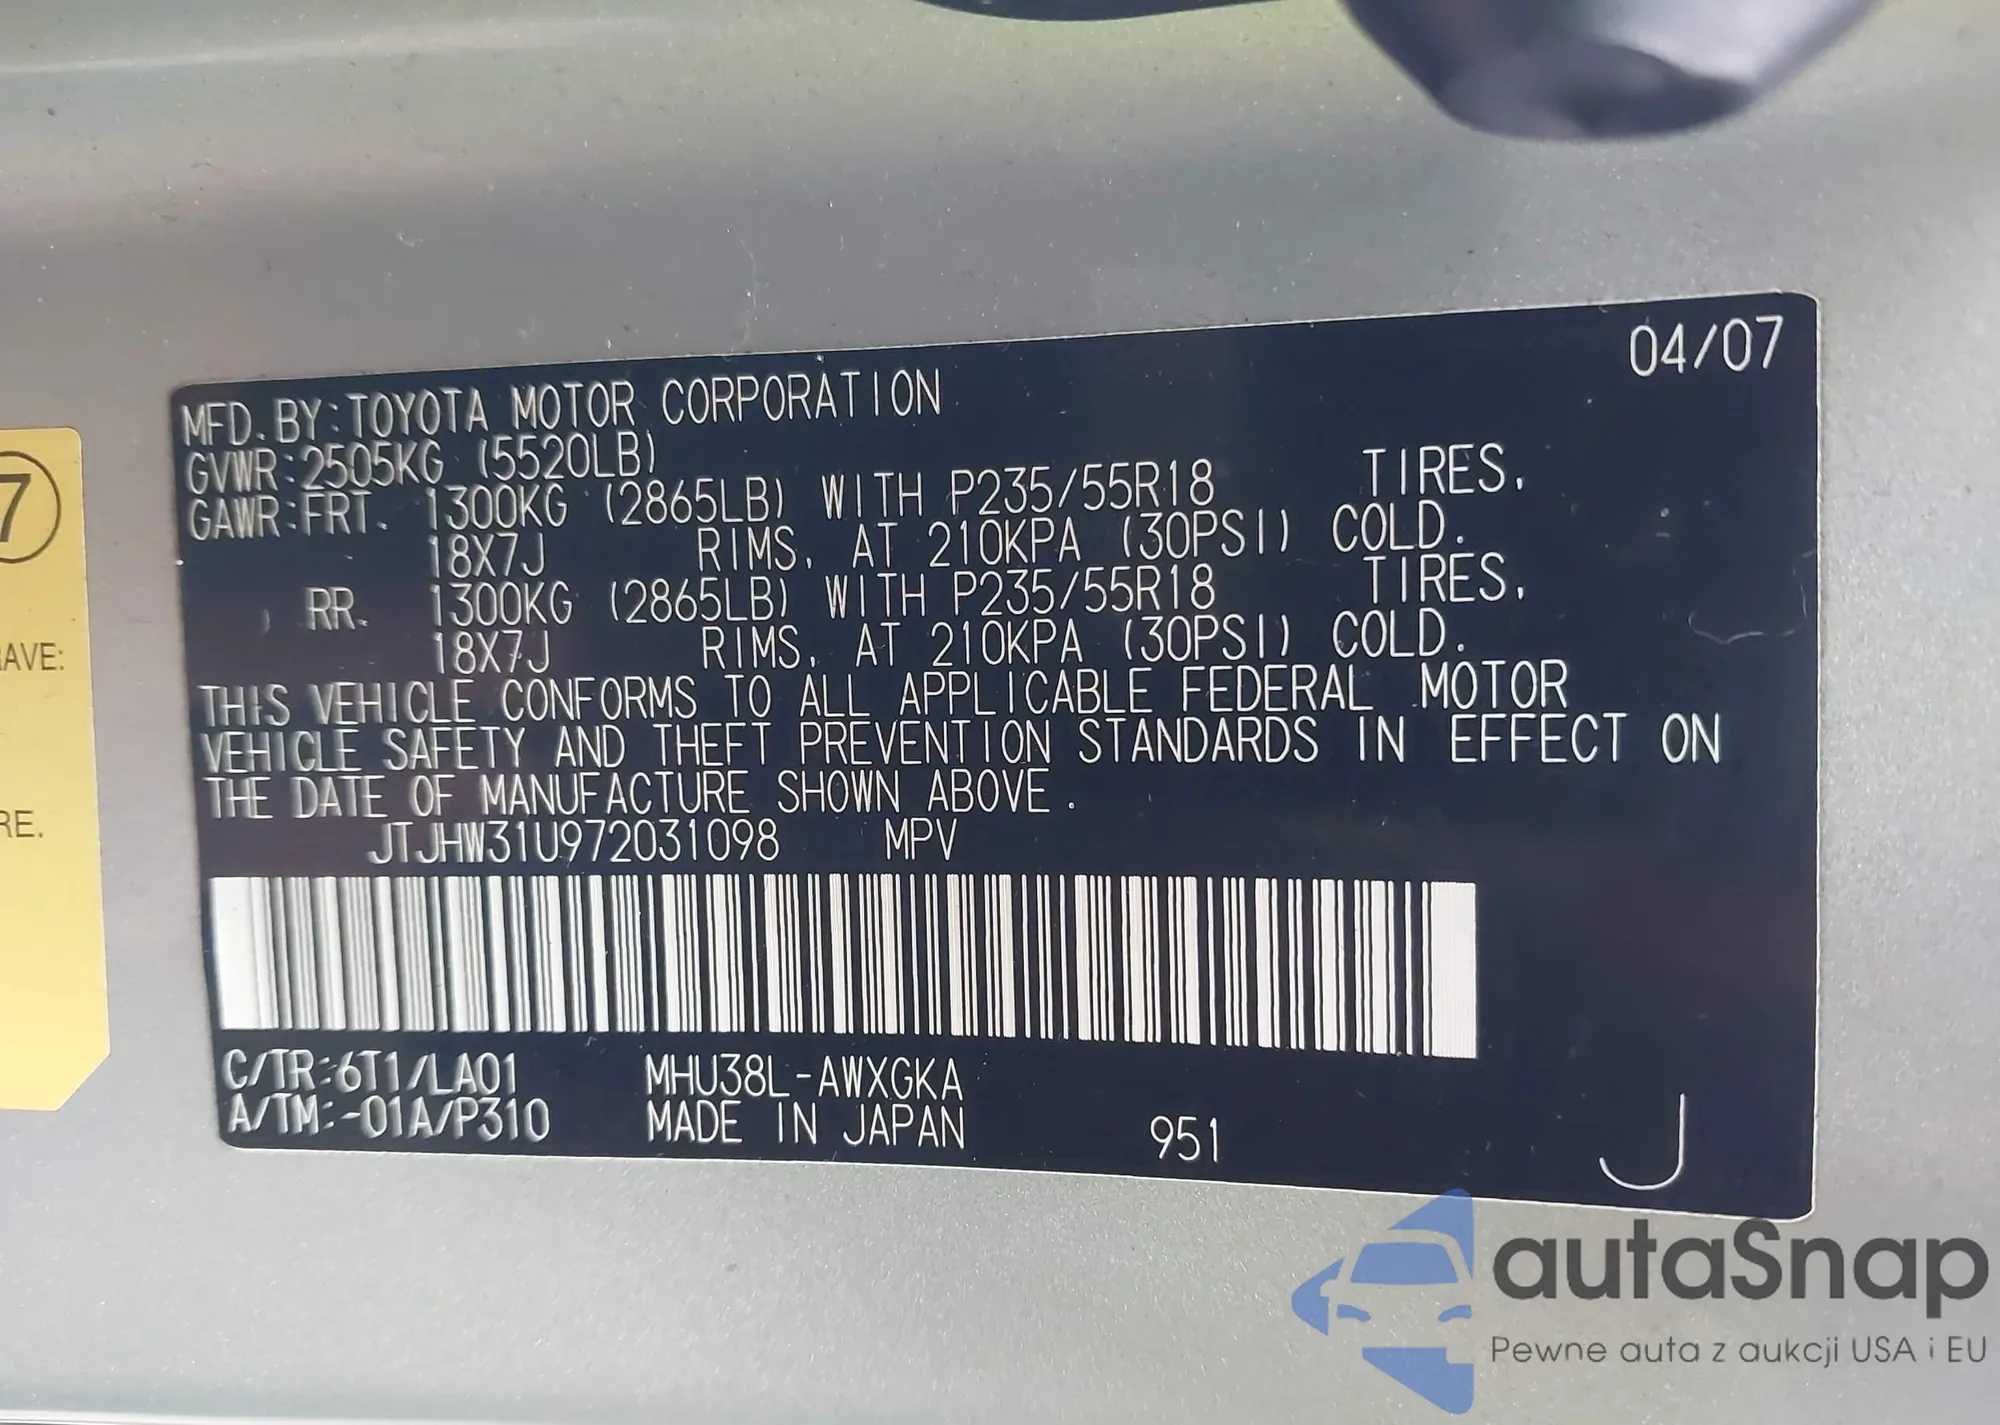 04/07
MFD. BY: TOYOTA MOTOR CORPORATION
GVWR: 2505KG (5520LB)
GAWR: FRT. 1300KG (2865LB) WITH P235/55R18 TIRES,
18X7J RIMS, AT 210KPA (30PSI) COLD.
RR. 1300KG (2865LB) WITH P235/55R18 TIRES,
18X7J RIMS, AT 210KPA (30PSI) COLD.
THIS VEHICLE CONFORMS TO ALL APPLICABLE FEDERAL MOTOR
VEHICLE SAFETY AND THEFT PREVENTION STANDARDS IN EFFECT ON
THE DATE OF MANUFACTURE SHOWN ABOVE.
JTJHW31U972031098 MPV
C/TR: 6T1/LA01 MHU38L-AWXGKA
A/TM: -01A/P310 MADE IN JAPAN 951 J
7
AVE:
RE.
autaSnap
Pewne auta z aukcji USA i EU